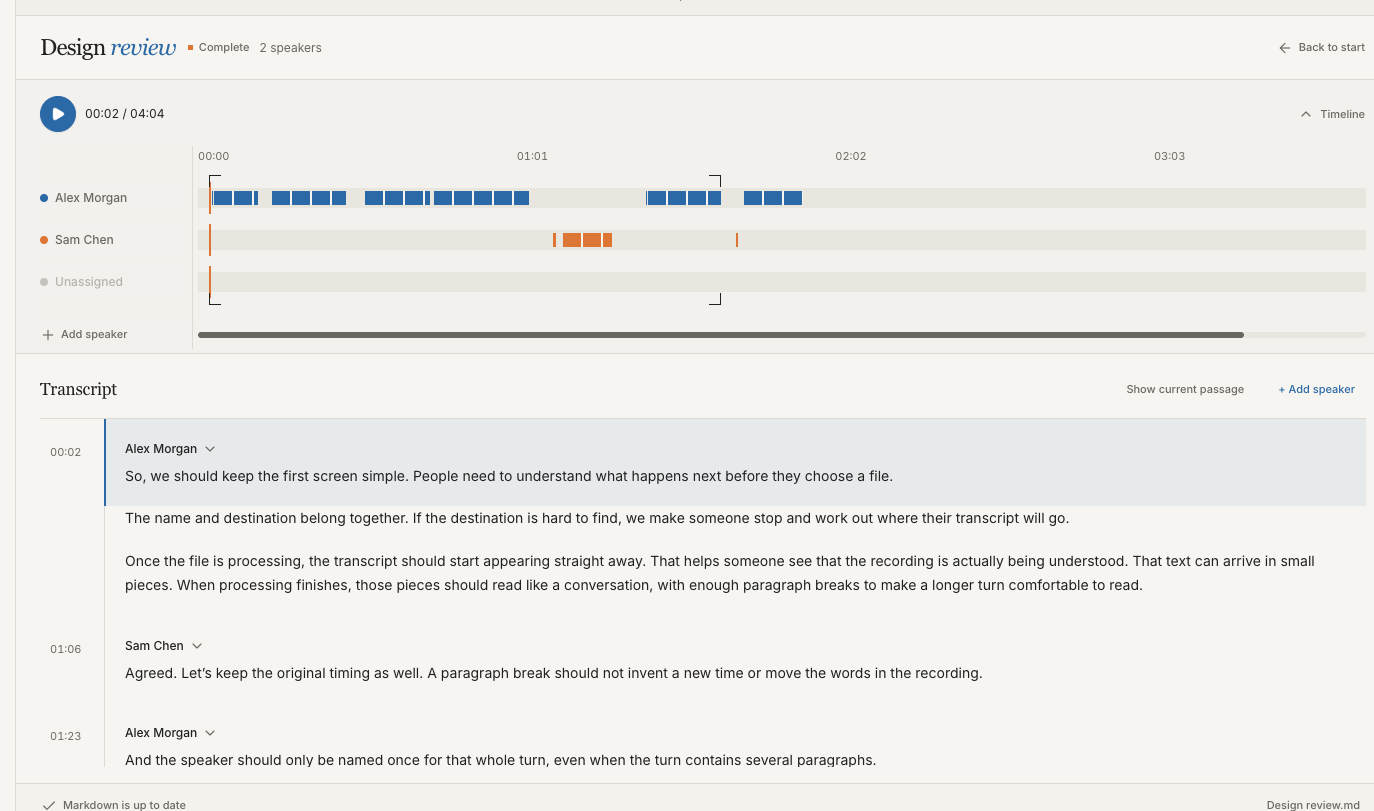 Design review
Complete
2 speakers
Back to start
00:02 / 04:04
Timeline
00:00
01:01
02:02
03:03
Alex Morgan
Sam Chen
Unassigned
Add speaker
Transcript
Show current passage
+ Add speaker
00:02
Alex Morgan
So, we should keep the first screen simple. People need to understand what happens next before they choose a file.
The name and destination belong together. If the destination is hard to find, we make someone stop and work out where their transcript will go.
Once the file is processing, the transcript should start appearing straight away. That helps someone see that the recording is actually being understood. That text can arrive in small
pieces. When processing finishes, those pieces should read like a conversation, with enough paragraph breaks to make a longer turn comfortable to read.
01:06
Sam Chen
Agreed. Let’s keep the original timing as well. A paragraph break should not invent a new time or move the words in the recording.
01:23
Alex Morgan
And the speaker should only be named once for that whole turn, even when the turn contains several paragraphs.
Markdown is up to date
Design review.md